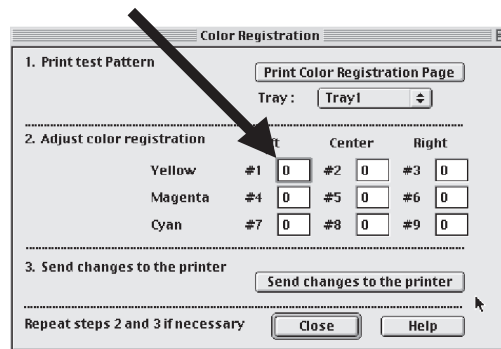 Color Registration
1. Print test Pattern
Print Color Registration Page
Tray: Tray1
2. Adjust color registration
Center Right
Yellow #1 0 #2 0 #3 0
Magenta #4 0 #5 0 #6 0
Cyan #7 0 #8 0 #9 0
3. Send changes to the printer
Send changes to the printer
Repeat steps 2 and 3 if necessary Close Help